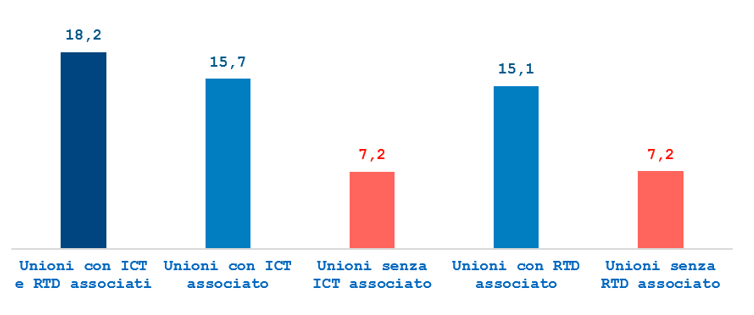 18,2
15,7
7,2
15,1
7,2
Unioni con ICT
e RTD associati
Unioni con ICT
associato
Unioni senza
ICT associato
Unioni con RTD
associato
Unioni senza
RTD associato